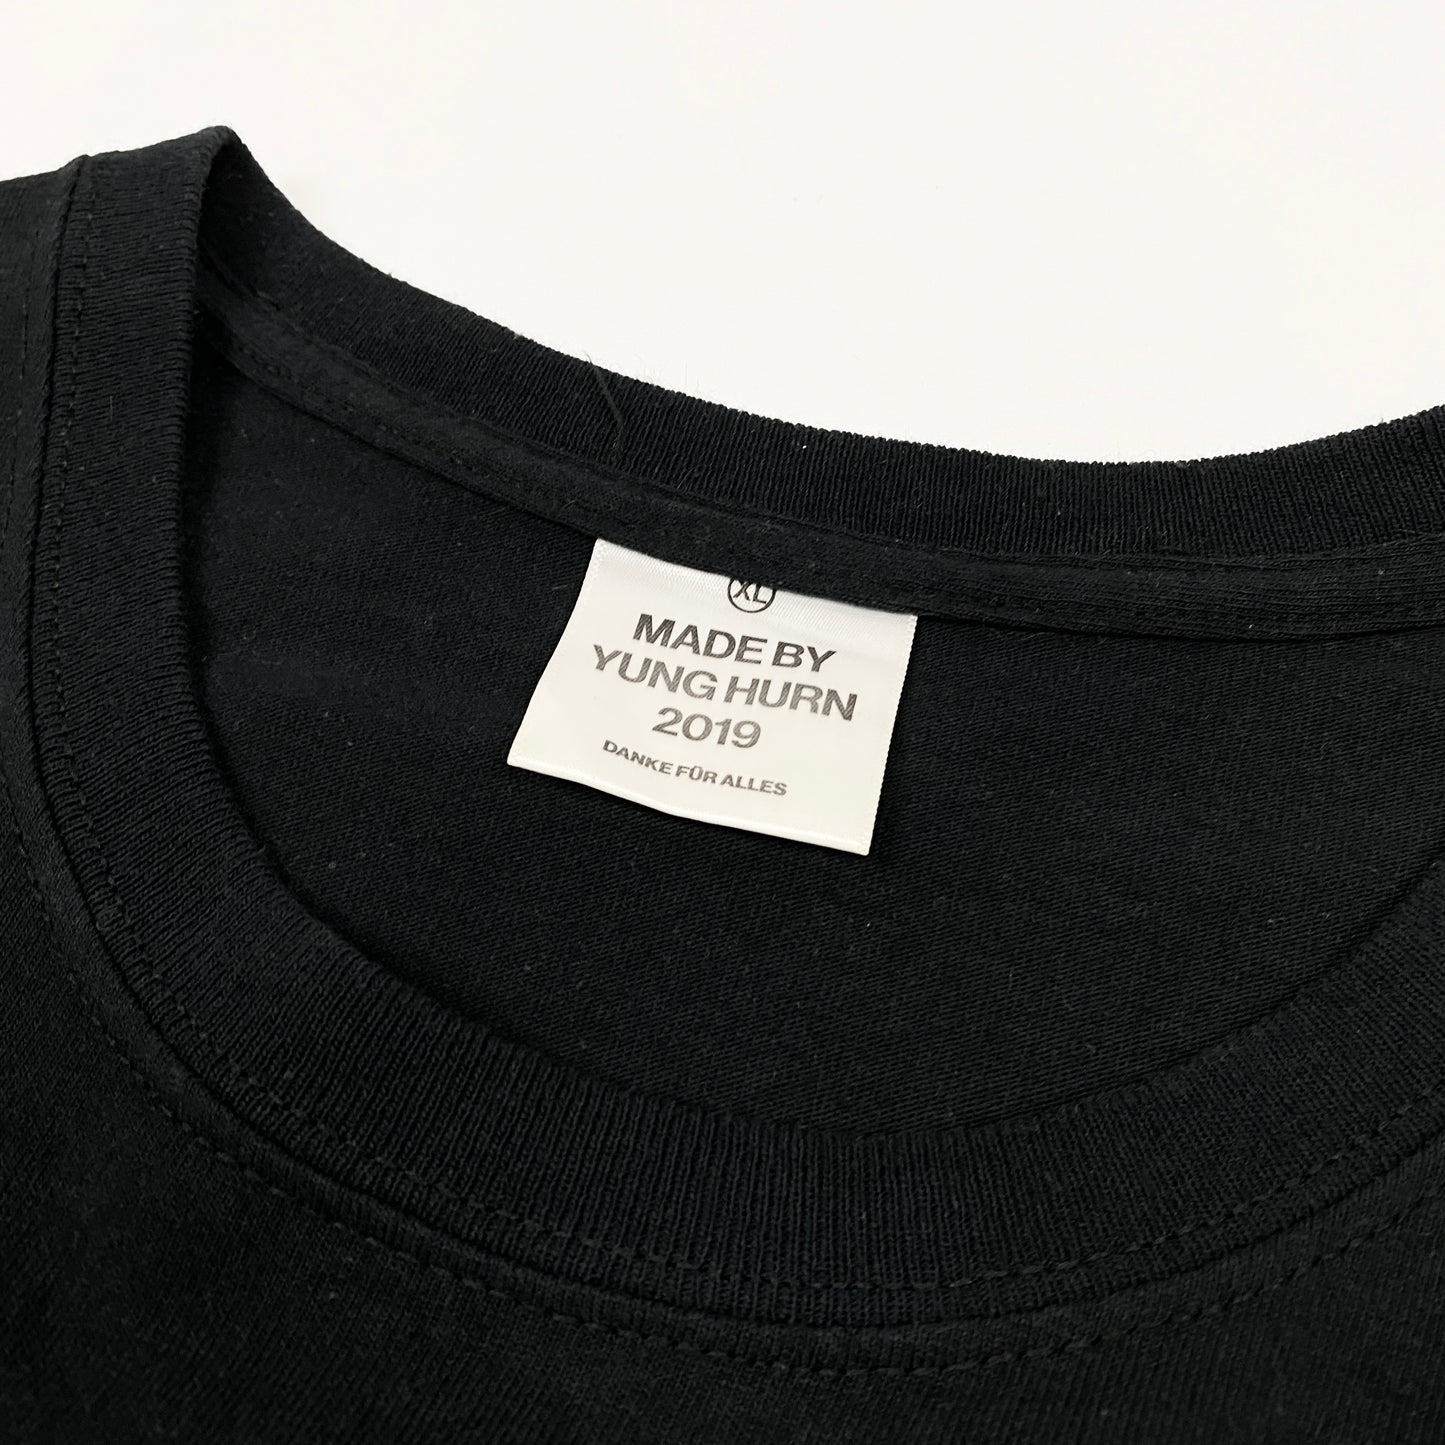 XL
MADE BY
YUNG HURN
2019
DANKE FÜR ALLES